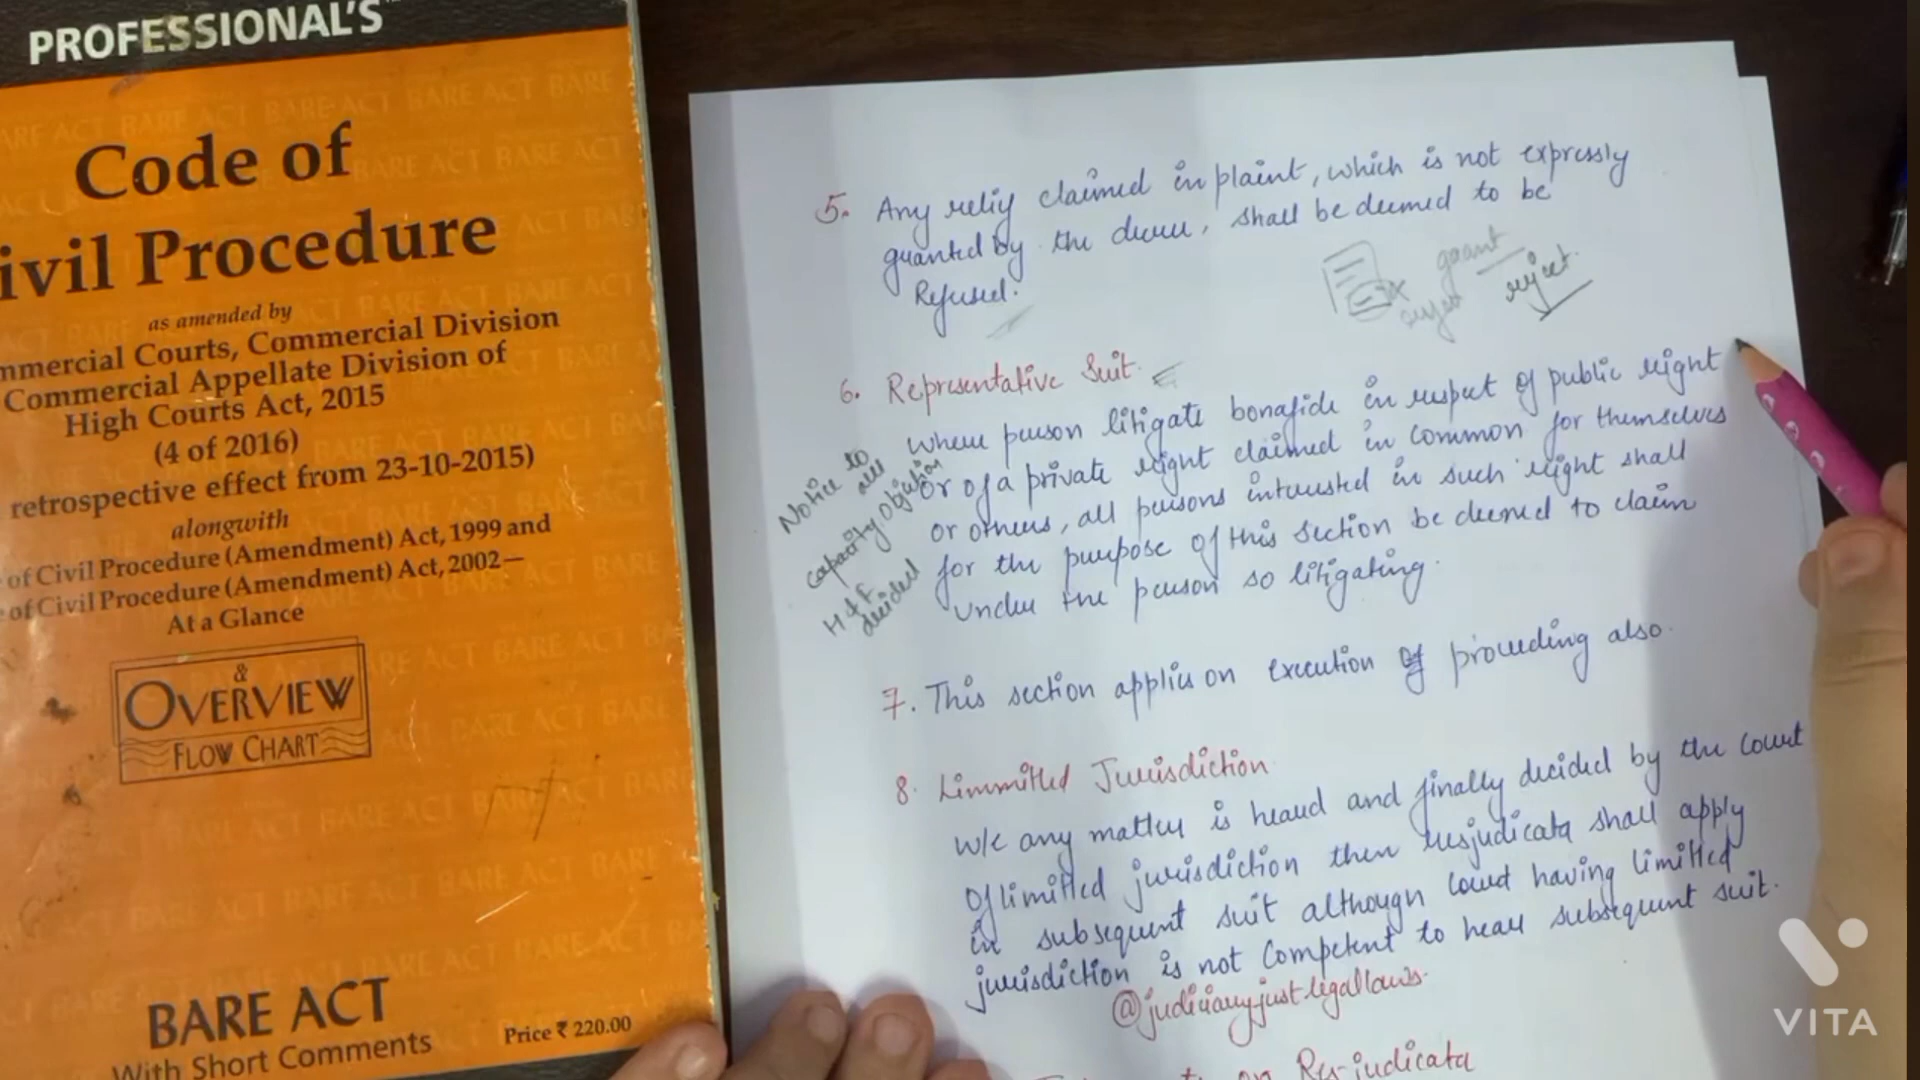 PROFESSIONAL'S
Code of
ivil Procedure
as amended by
mmercial Courts, Commercial Division
Commercial Appellate Division of
High Courts Act, 2015
(4 of 2016)
retrospective effect from 23-10-2015)
alongwith
of Civil Procedure (Amendment) Act, 1999 and
of Civil Procedure (Amendment) Act, 2002—
At a Glance
&
OVERVIEW
FLOW CHART
BARE ACT
With Short Comments
Price ₹ 220.00
5. Any relief claimed in plaint, which is not expressly
granted by the decree, shall be deemed to be
Refused.
gaant
reject.
6. Representative Suit.
Where person litigate bonafide in respect of public right
or of a private right claimed in common for themselves
or others, all persons interested in such right shall
for the purpose of this section be deemed to claim
under the person so litigating.
Notice to
all
capacity objection
H & F
decided
7. This section applies on execution of proceeding also.
8. Limmitted Jurisdiction
W/c any matter is heard and finally decided by the Court
Of limitted jurisdiction then resjudicata shall apply
in subsequent suit although Court having limitted
jurisdiction is not Competent to hear subsequent suit.
@judiciaryjustlegallaws.
on Res-judicata
VITA